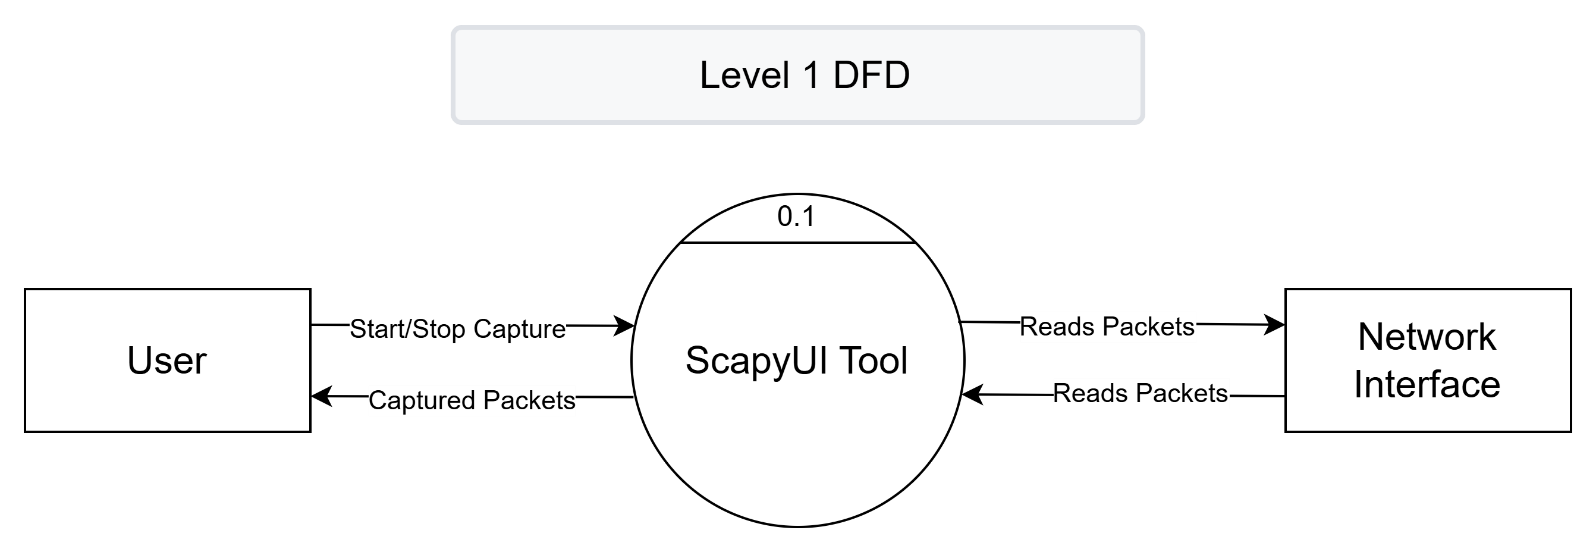 Level 1 DFD
0.1
User
Start/Stop Capture
Captured Packets
ScapyUI Tool
Reads Packets
Reads Packets
Network
Interface